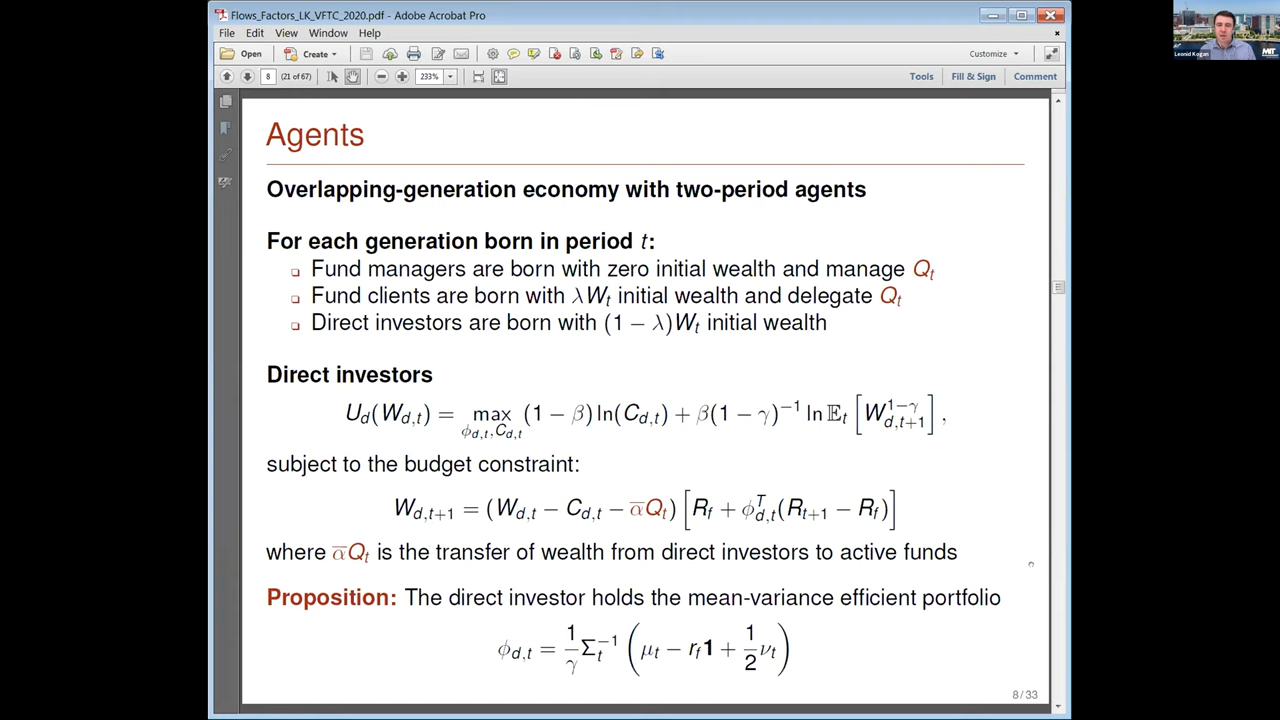 Flows_Factors_LK_VFTC_2020.pdf - Adobe Acrobat Pro
File Edit View Window Help
Open Create Customize
8 (21 of 67) 233% Tools Fill & Sign Comment
Leonid Kogan MIT
Agents
Overlapping-generation economy with two-period agents
For each generation born in period t:
Fund managers are born with zero initial wealth and manage Q_t
Fund clients are born with λW_t initial wealth and delegate Q_t
Direct investors are born with (1 − λ)W_t initial wealth
Direct investors
U_d(W_{d,t}) = max_{φ_{d,t},C_{d,t}} (1 − β) ln(C_{d,t}) + β(1 − γ)^{−1} ln 𝔼_t [W_{d,t+1}^{1−γ}],
subject to the budget constraint:
W_{d,t+1} = (W_{d,t} − C_{d,t} − α̅Q_t) [R_f + φ_{d,t}^T(R_{t+1} − R_f)]
where α̅Q_t is the transfer of wealth from direct investors to active funds
Proposition: The direct investor holds the mean-variance efficient portfolio
φ_{d,t} = 1/γ Σ_t^{−1} (μ_t − r_f 1 + 1/2 ν_t)
8 / 33